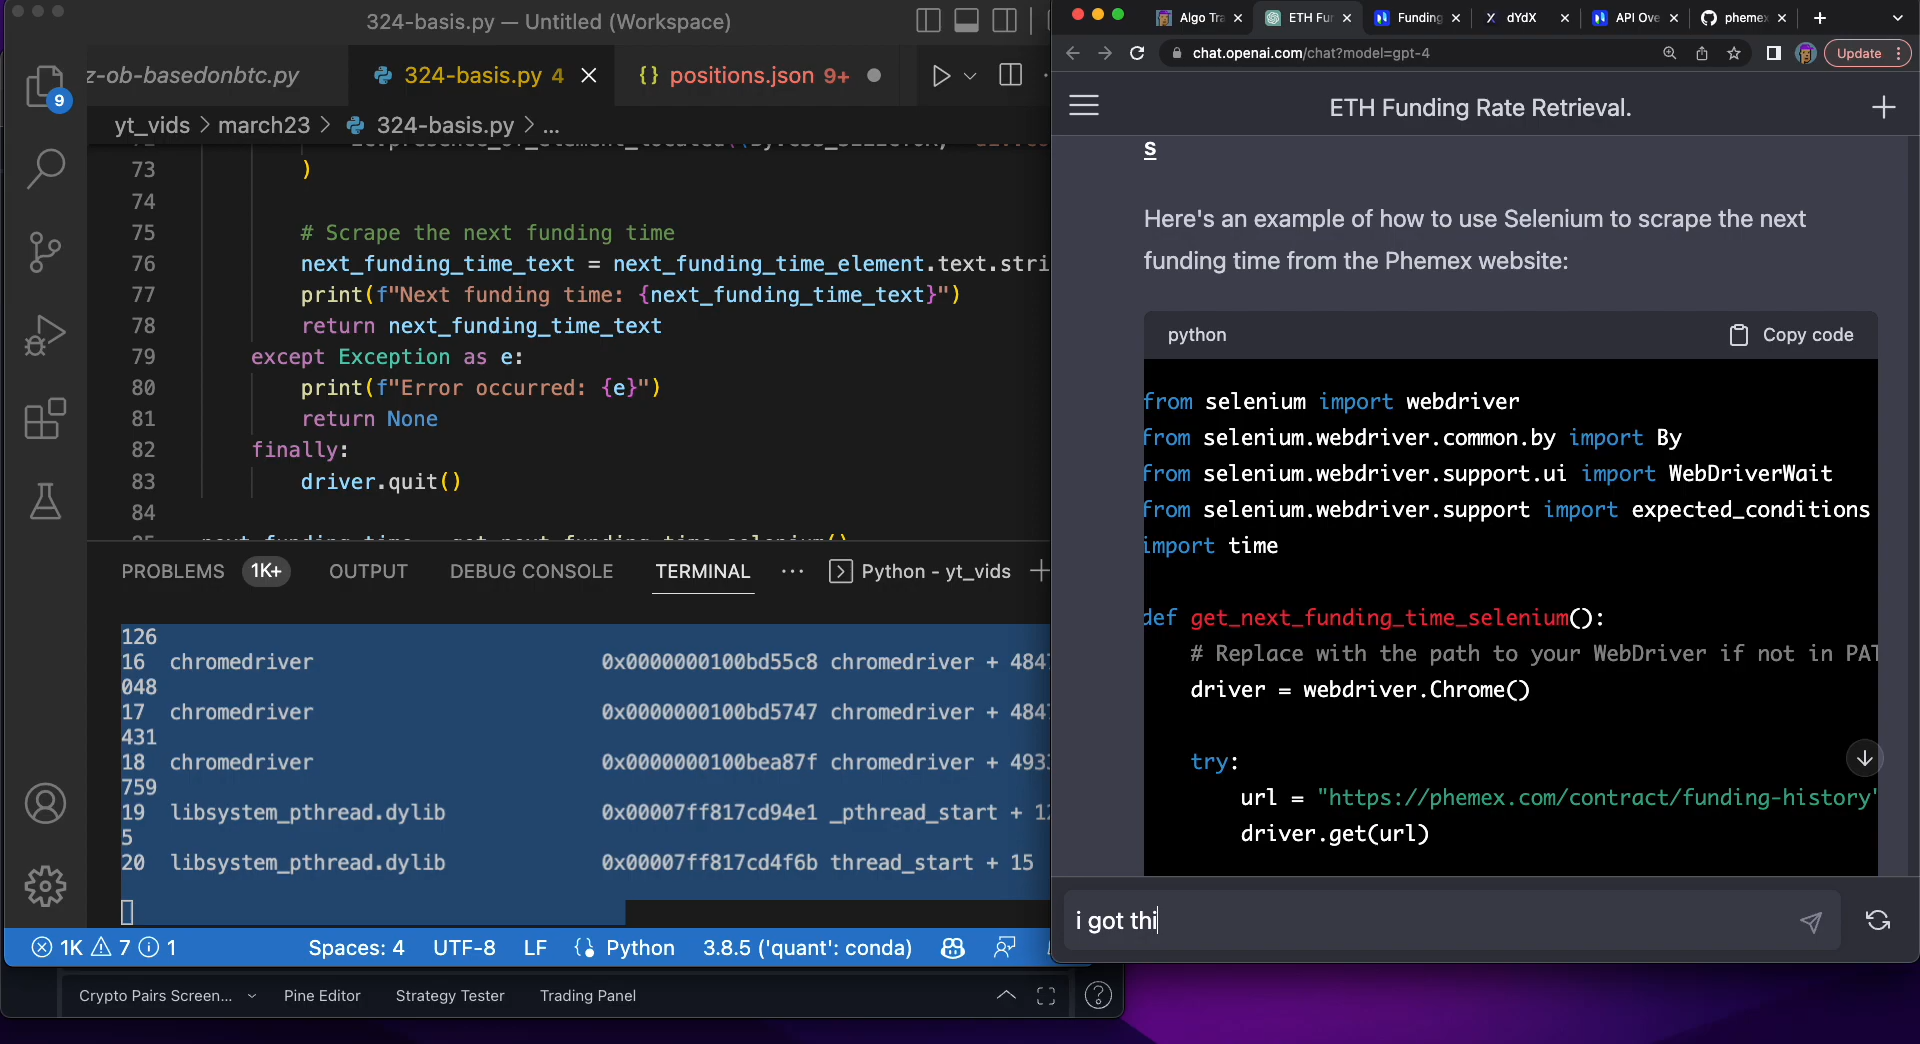 324-basis.py — Untitled (Workspace)
z-ob-basedonbtc.py
324-basis.py 4
{} positions.json 9+
9
yt_vids > march23 > 324-basis.py > ...
73 )
74
75 # Scrape the next funding time
76 next_funding_time_text = next_funding_time_element.text.stri
77 print(f"Next funding time: {next_funding_time_text}")
78 return next_funding_time_text
79 except Exception as e:
80 print(f"Error occurred: {e}")
81 return None
82 finally:
83 driver.quit()
84
PROBLEMS 1K+ OUTPUT DEBUG CONSOLE TERMINAL ... Python - yt_vids
126
16 chromedriver 0x0000000100bd55c8 chromedriver + 484
048
17 chromedriver 0x0000000100bd5747 chromedriver + 484
431
18 chromedriver 0x0000000100bea87f chromedriver + 493
759
19 libsystem_pthread.dylib 0x00007ff817cd94e1 _pthread_start + 12
5
20 libsystem_pthread.dylib 0x00007ff817cd4f6b thread_start + 15
1K 7 1 Spaces: 4 UTF-8 LF {} Python 3.8.5 ('quant': conda)
Crypto Pairs Screen... Pine Editor Strategy Tester Trading Panel
Algo Tra ETH Fur Funding dYdX API Ove phemex
chat.openai.com/chat?model=gpt-4
Update
ETH Funding Rate Retrieval.
s
Here's an example of how to use Selenium to scrape the next
funding time from the Phemex website:
python Copy code
from selenium import webdriver
from selenium.webdriver.common.by import By
from selenium.webdriver.support.ui import WebDriverWait
from selenium.webdriver.support import expected_conditions
import time
def get_next_funding_time_selenium():
# Replace with the path to your WebDriver if not in PAT
driver = webdriver.Chrome()
try:
url = "https://phemex.com/contract/funding-history"
driver.get(url)
i got thi